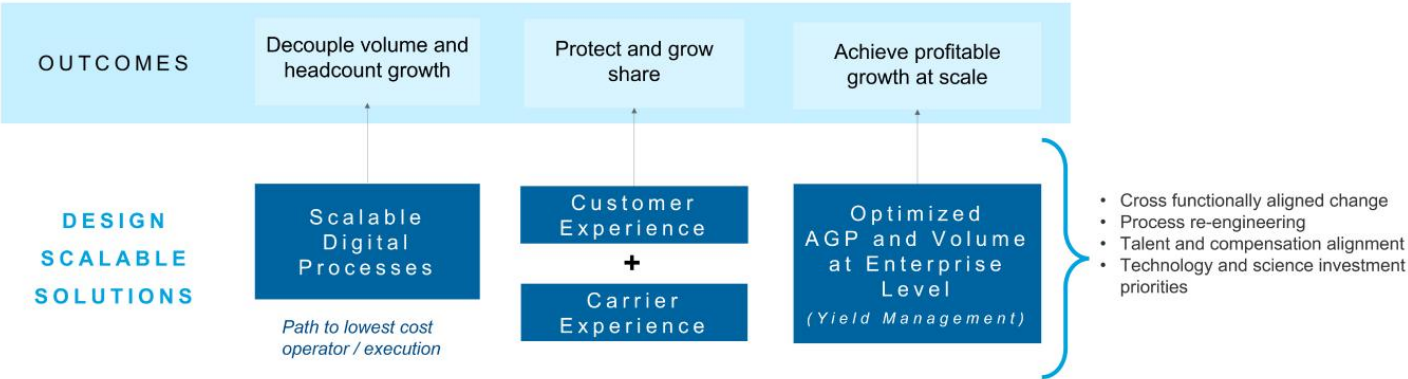 OUTCOMES
Decouple volume and
headcount growth
Protect and grow
share
Achieve profitable
growth at scale
DESIGN
SCALABLE
SOLUTIONS
Scalable
Digital
Processes
Path to lowest cost
operator / execution
Customer
Experience
+
Carrier
Experience
Optimized
AGP and Volume
at Enterprise
Level
(Yield Management)
• Cross functionally aligned change
• Process re-engineering
• Talent and compensation alignment
• Technology and science investment
priorities